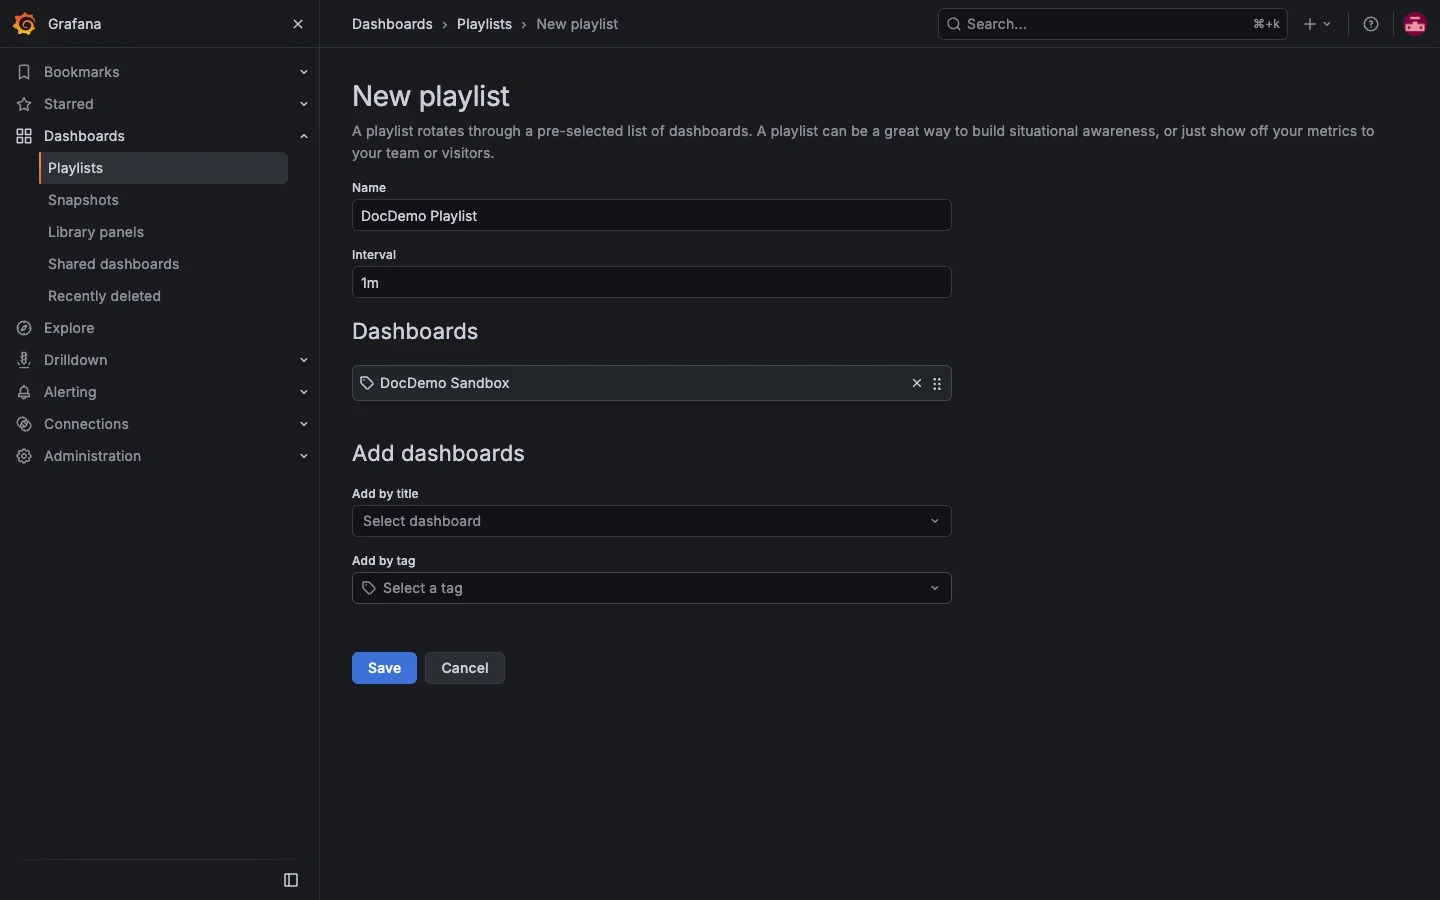 Grafana
Dashboards › Playlists › New playlist
Search...
⌘+k
Bookmarks
Starred
Dashboards
Playlists
Snapshots
Library panels
Shared dashboards
Recently deleted
Explore
Drilldown
Alerting
Connections
Administration
New playlist
A playlist rotates through a pre-selected list of dashboards. A playlist can be a great way to build situational awareness, or just show off your metrics to
your team or visitors.
Name
DocDemo Playlist
Interval
1m
Dashboards
DocDemo Sandbox
Add dashboards
Add by title
Select dashboard
Add by tag
Select a tag
Save
Cancel